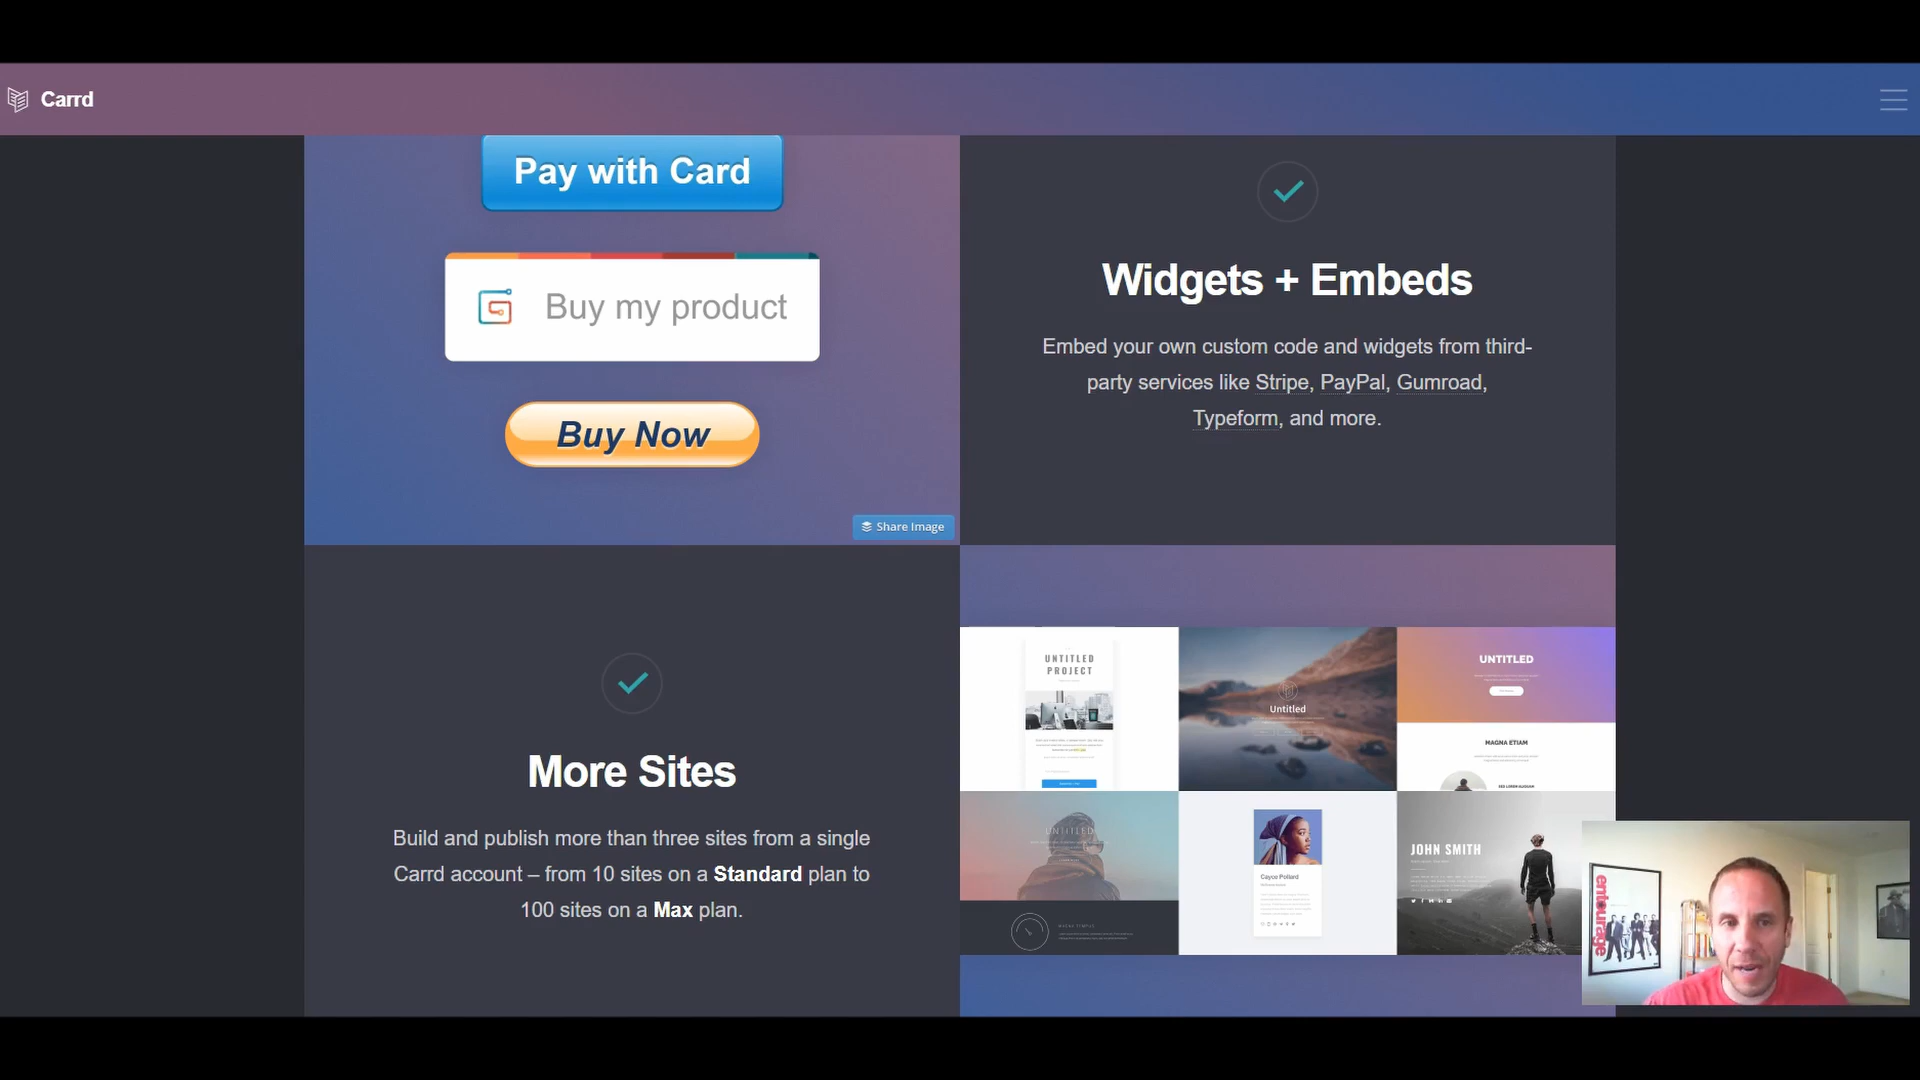 Carrd
Pay with Card
Buy my product
Buy Now
Share Image
Widgets + Embeds
Embed your own custom code and widgets from third-
party services like Stripe, PayPal, Gumroad,
Typeform, and more.
More Sites
Build and publish more than three sites from a single
Carrd account – from 10 sites on a Standard plan to
100 sites on a Max plan.
UNTITLED
PROJECT
Untitled
UNTITLED
MAGNA ETIAM
UNTITLED
Cayce Pollard
JOHN SMITH
entourage